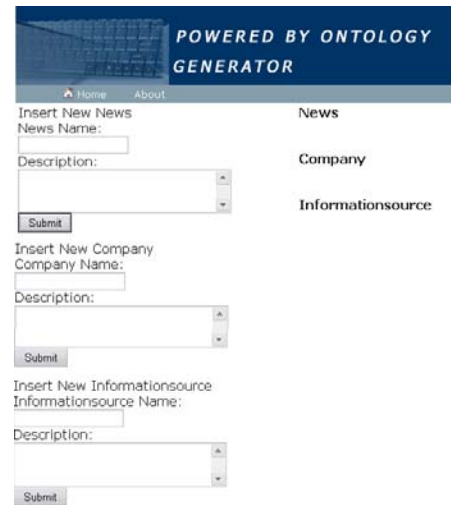 POWERED BY ONTOLOGY
GENERATOR
Home About
Insert New News
News Name:
Description:
Submit
Insert New Company
Company Name:
Description:
Submit
Insert New Informationsource
Informationsource Name:
Description:
Submit
News
Company
Informationsource